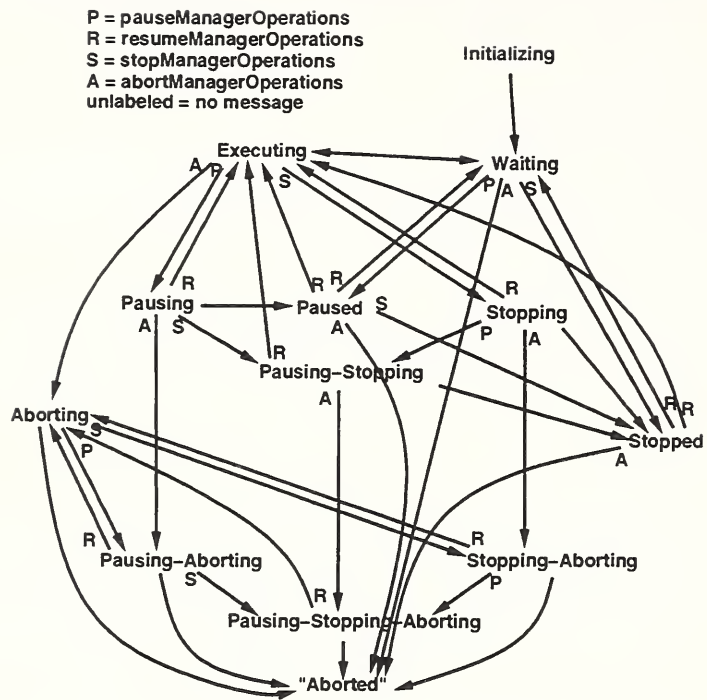 P = pauseManagerOperations
R = resumeManagerOperations
S = stopManagerOperations
A = abortManagerOperations
unlabeled = no message
Initializing
Executing
Waiting
A P
S
P A S
R
R R
R
Pausing
Paused
S
Stopping
A S
A
P
A
R
Pausing-Stopping
A
R R
Aborting
S
P
Stopped
A
R
R
Pausing-Aborting
Stopping-Aborting
S
R
P
Pausing-Stopping-Aborting
"Aborted"